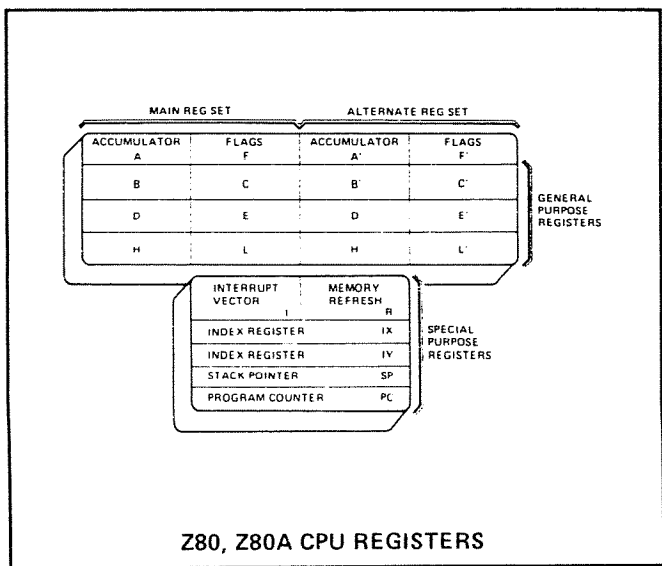 MAIN REG SET ALTERNATE REG SET
ACCUMULATOR A FLAGS F ACCUMULATOR A' FLAGS F'
B C B' C'
D E D E'
H L H L'
GENERAL PURPOSE REGISTERS
INTERRUPT VECTOR I MEMORY REFRESH R
INDEX REGISTER IX
INDEX REGISTER IY
STACK POINTER SP
PROGRAM COUNTER PC
SPECIAL PURPOSE REGISTERS
Z80, Z80A CPU REGISTERS